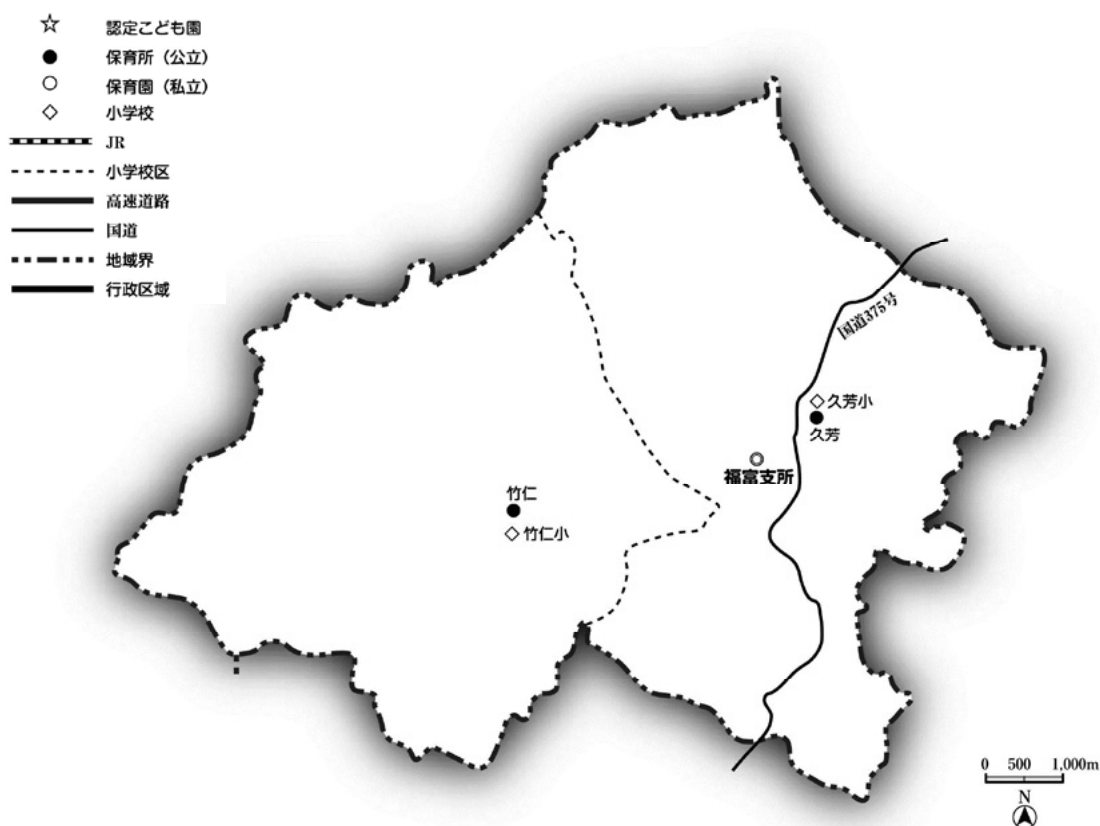 認定こども園
保育所（公立）
保育園（私立）
小学校
JR
小学校区
高速道路
国道
地域界
行政区域
国道375号
久芳小
久芳
福富支所
竹仁
竹仁小
0 500 1,000m
N